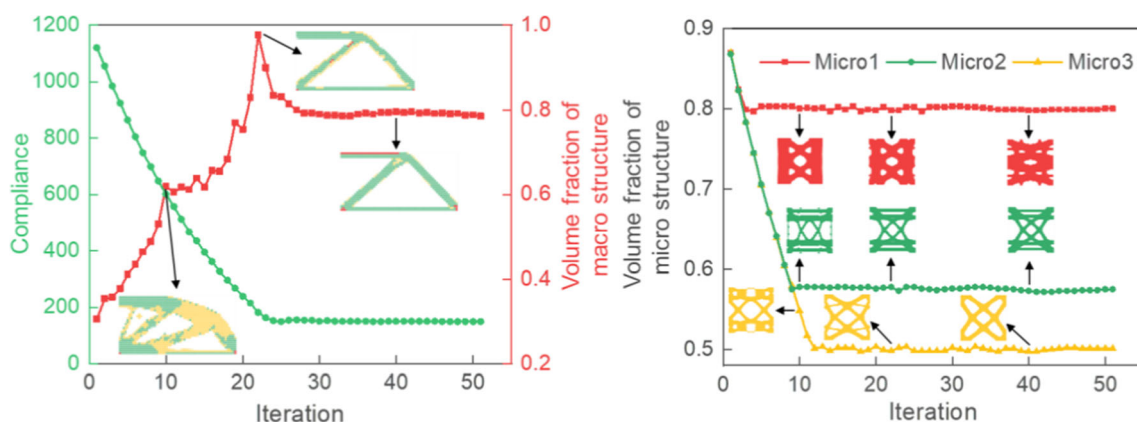 1200
1000
800
600
400
200
0
Compliance
0
10
20
30
40
50
Iteration
1.0
0.8
0.6
0.4
0.2
Volume fraction of
macro structure
0.9
0.8
0.7
0.6
0.5
Volume fraction of
micro structure
Micro1
Micro2
Micro3
0
10
20
30
40
50
Iteration